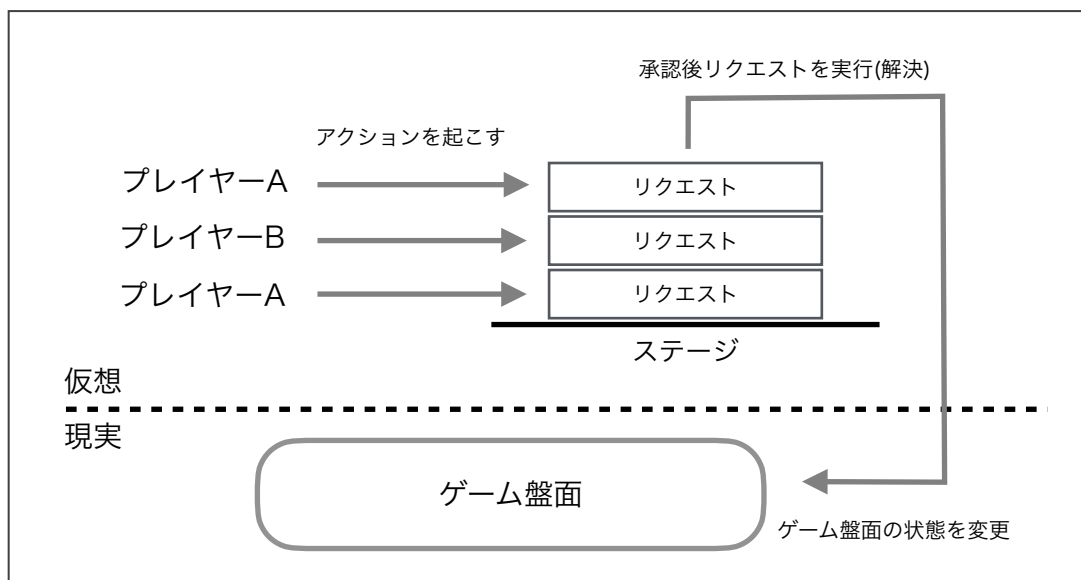 承認後リクエストを実行(解決)
アクションを起こす
プレイヤーA
リクエスト
プレイヤーB
リクエスト
プレイヤーA
リクエスト
ステージ
仮想
現実
ゲーム盤面
ゲーム盤面の状態を変更